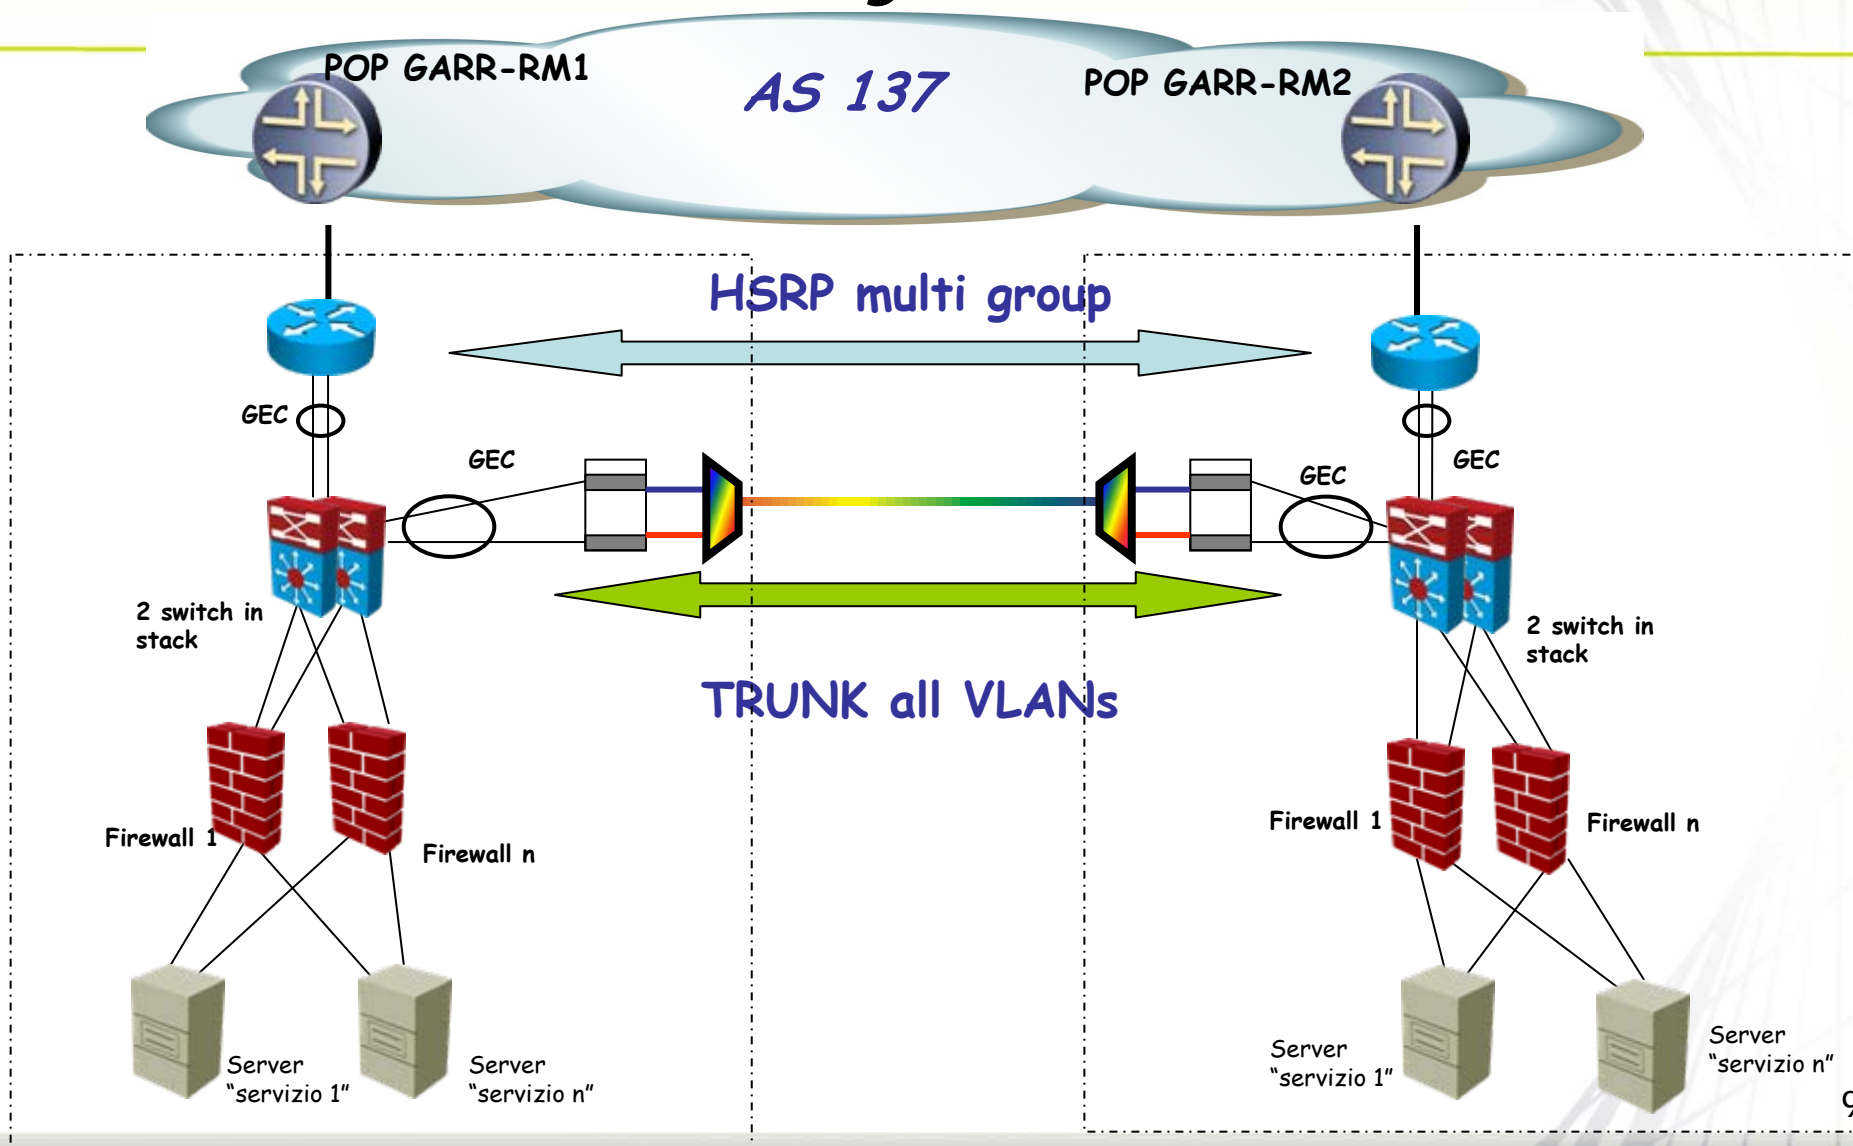 POP GARR-RM1
AS 137
POP GARR-RM2
HSRP multi group
GEC
GEC
GEC
GEC
2 switch in
stack
2 switch in
stack
TRUNK all VLANs
Firewall 1
Firewall n
Firewall 1
Firewall n
Server
“servizio 1”
Server
“servizio n”
Server
“servizio 1”
Server
“servizio n”